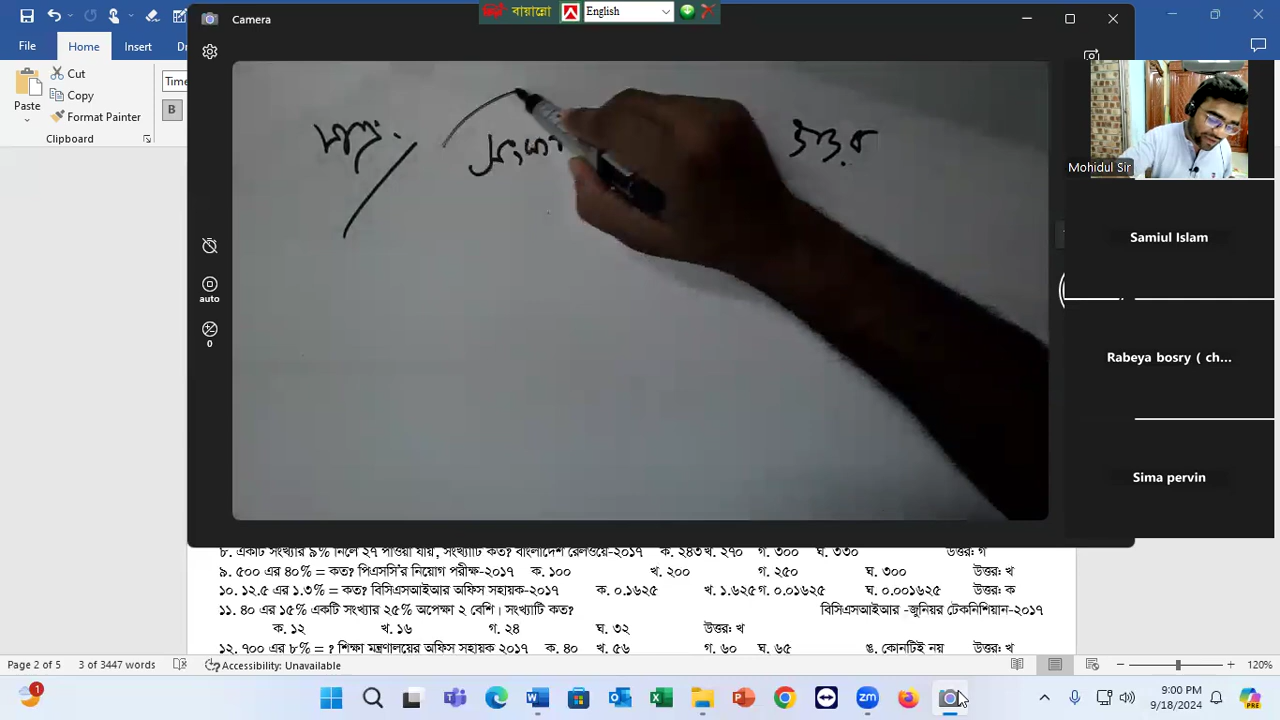 বায়ান্নো English
Camera
File Home Insert
Cut
Copy
Format Painter
Paste
Clipboard
B
auto
0
Mohidul Sir
Samiul Islam
Rabeya bosry ( ch...
Sima pervin
৮. একটি সংখ্যার ৯% নিলে ২৭ পাওয়া যায়, সংখ্যাটি কত? বাংলাদেশ রেলওয়ে-২০১৭ ক. ২৪৩ খ. ২৭০ গ. ৩০০ ঘ. ৩৩০ উত্তর: গ
৯. ৫০০ এর ৪০% = কত? পিএসসি'র নিয়োগ পরীক্ষ-২০১৭ ক. ১০০ খ. ২০০ গ. ২৫০ ঘ. ৩০০ উত্তর: খ
১০. ১২.৫ এর ১.৩% = কত? বিসিএসআইআর অফিস সহায়ক-২০১৭ ক. ০.১৬২৫ খ. ১.৬২৫ গ. ০.০১৬২৫ ঘ. ০.০০১৬২৫ উত্তর: ক
১১. ৪০ এর ১৫% একটি সংখ্যার ২৫% অপেক্ষা ২ বেশি। সংখ্যাটি কত? বিসিএসআইআর -জুনিয়র টেকনিশিয়ান-২০১৭
ক. ১২ খ. ১৬ গ. ২৪ ঘ. ৩২ উত্তর: খ
১২. ৭০০ এর ৮% = ? শিক্ষা মন্ত্রণালয়ের অফিস সহায়ক ২০১৭ ক. ৪০ খ. ৫৬ গ. ৬০ ঘ. ৬৫ ঙ. কোনটিই নয় উত্তর: খ
Page 2 of 5 3 of 3447 words Accessibility: Unavailable 120%
1 9:00 PM
9/18/2024